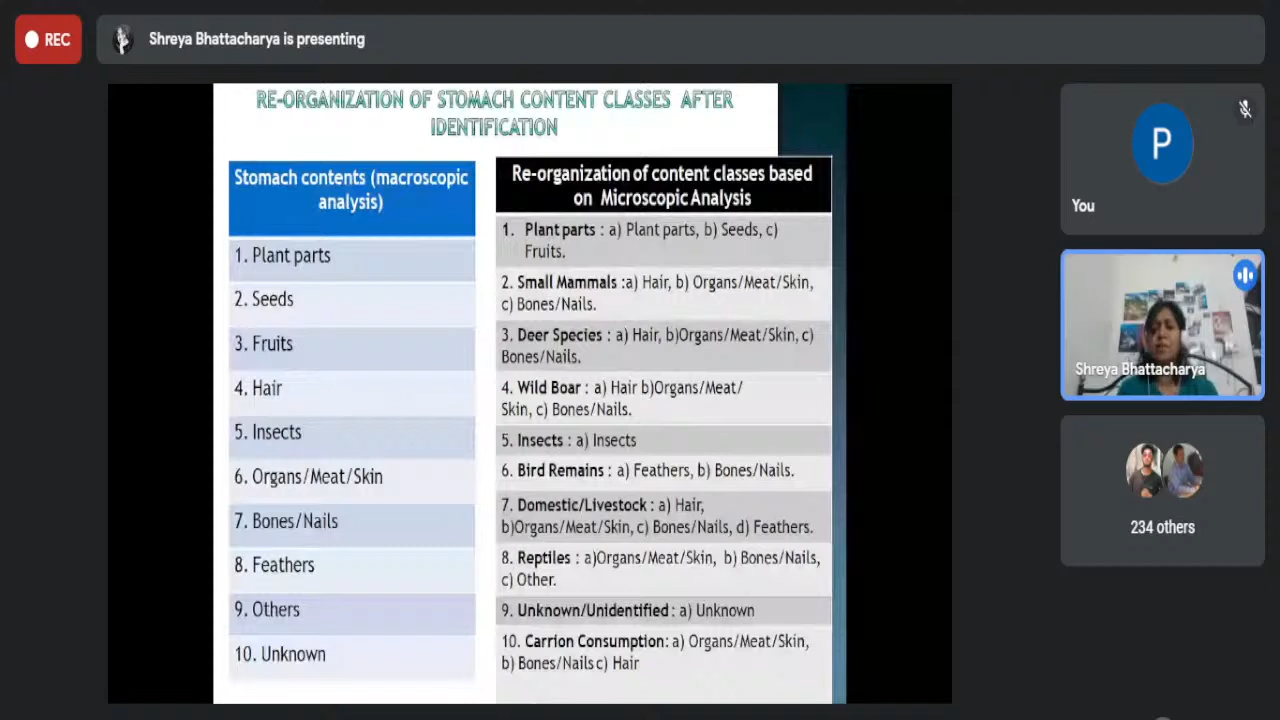 REC
Shreya Bhattacharya is presenting
RE-ORGANIZATION OF STOMACH CONTENT CLASSES AFTER
IDENTIFICATION
Stomach contents (macroscopic
analysis)
1. Plant parts
2. Seeds
3. Fruits
4. Hair
5. Insects
6. Organs/Meat/Skin
7. Bones/Nails
8. Feathers
9. Others
10. Unknown
Re-organization of content classes based
on Microscopic Analysis
1. Plant parts : a) Plant parts, b) Seeds, c)
Fruits.
2. Small Mammals :a) Hair, b) Organs/Meat/Skin,
c) Bones/Nails.
3. Deer Species : a) Hair, b)Organs/Meat/Skin, c)
Bones/Nails.
4. Wild Boar : a) Hair b)Organs/Meat/
Skin, c) Bones/Nails.
5. Insects : a) Insects
6. Bird Remains : a) Feathers, b) Bones/Nails.
7. Domestic/Livestock : a) Hair,
b)Organs/Meat/Skin, c) Bones/Nails, d) Feathers.
8. Reptiles : a)Organs/Meat/Skin, b) Bones/Nails,
c) Other.
9. Unknown/Unidentified : a) Unknown
10. Carrion Consumption: a) Organs/Meat/Skin,
b) Bones/Nails c) Hair
P
You
Shreya Bhattacharya
234 others